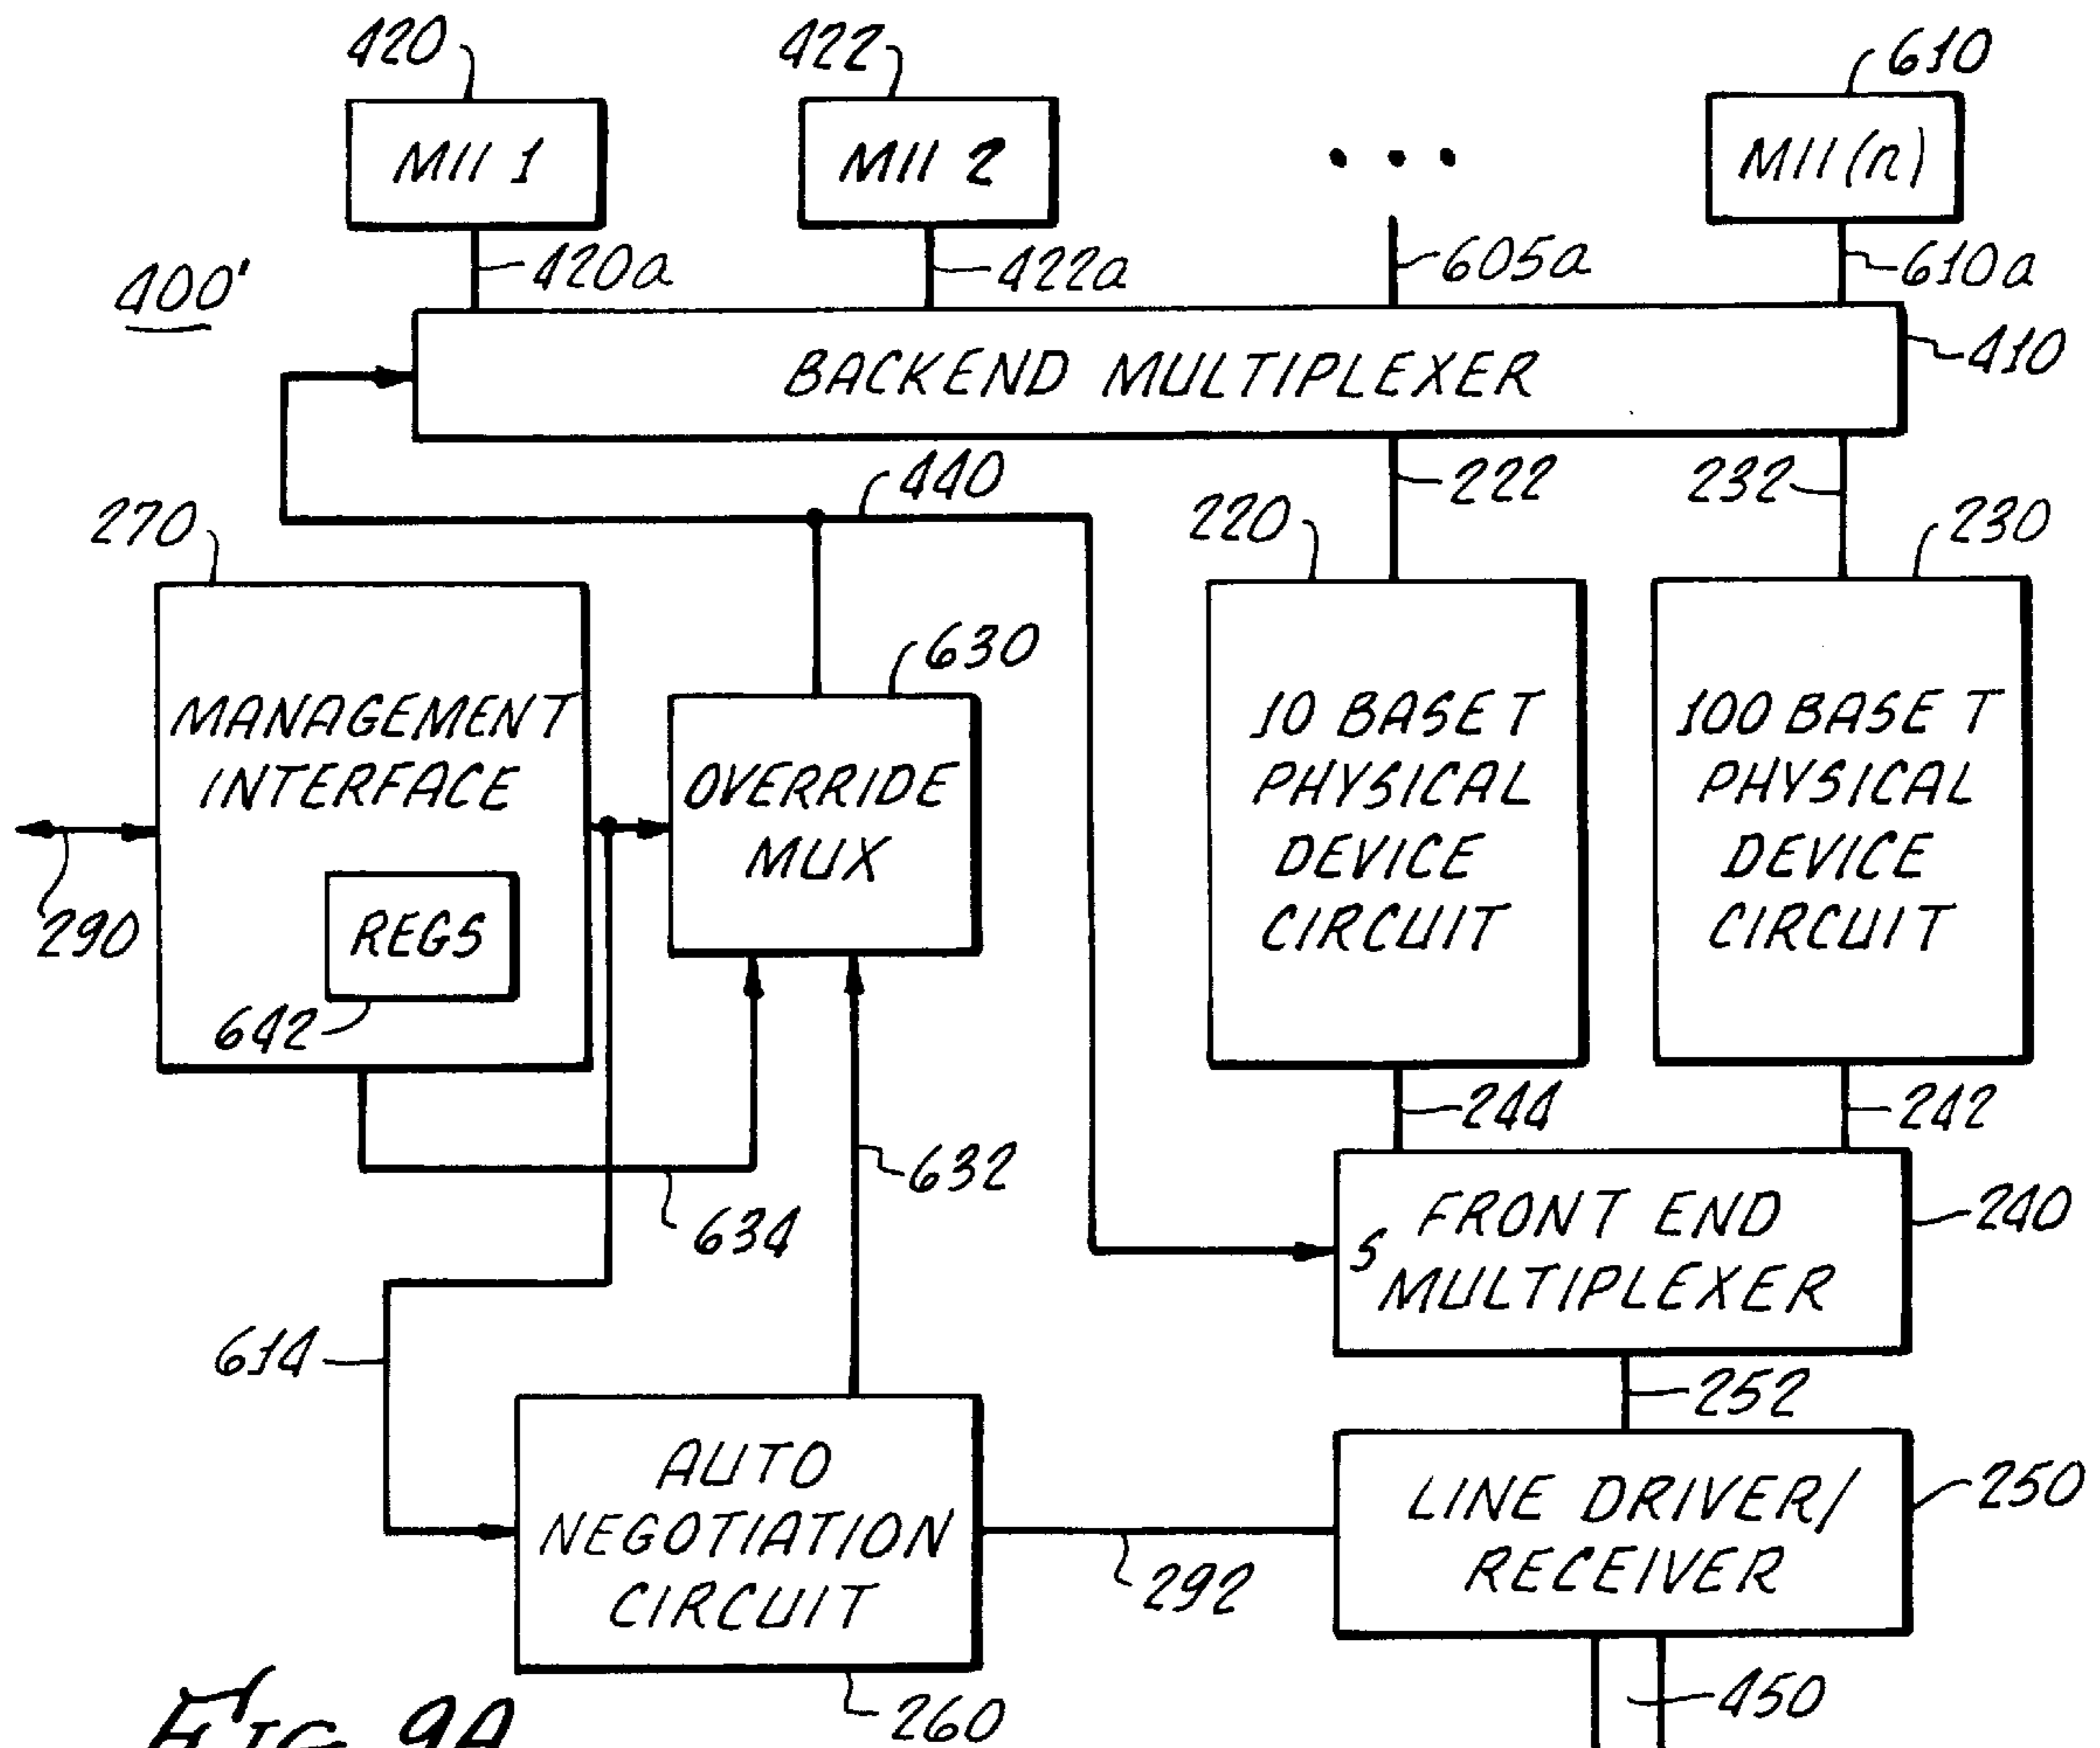 420
422
610
MII 1
MII 2
• • •
MII (n)
420a
422a
605a
610a
400'
BACKEND MULTIPLEXER
410
440
222
232
270
220
230
630
MANAGEMENT
INTERFACE
OVERRIDE
MUX
10 BASE T
PHYSICAL
DEVICE
CIRCUIT
100 BASE T
PHYSICAL
DEVICE
CIRCUIT
290
REGS
642
244
242
632
634
S
FRONT END
MULTIPLEXER
240
614
252
AUTO
NEGOTIATION
CIRCUIT
292
LINE DRIVER/
RECEIVER
250
260
450
FIG. 9A